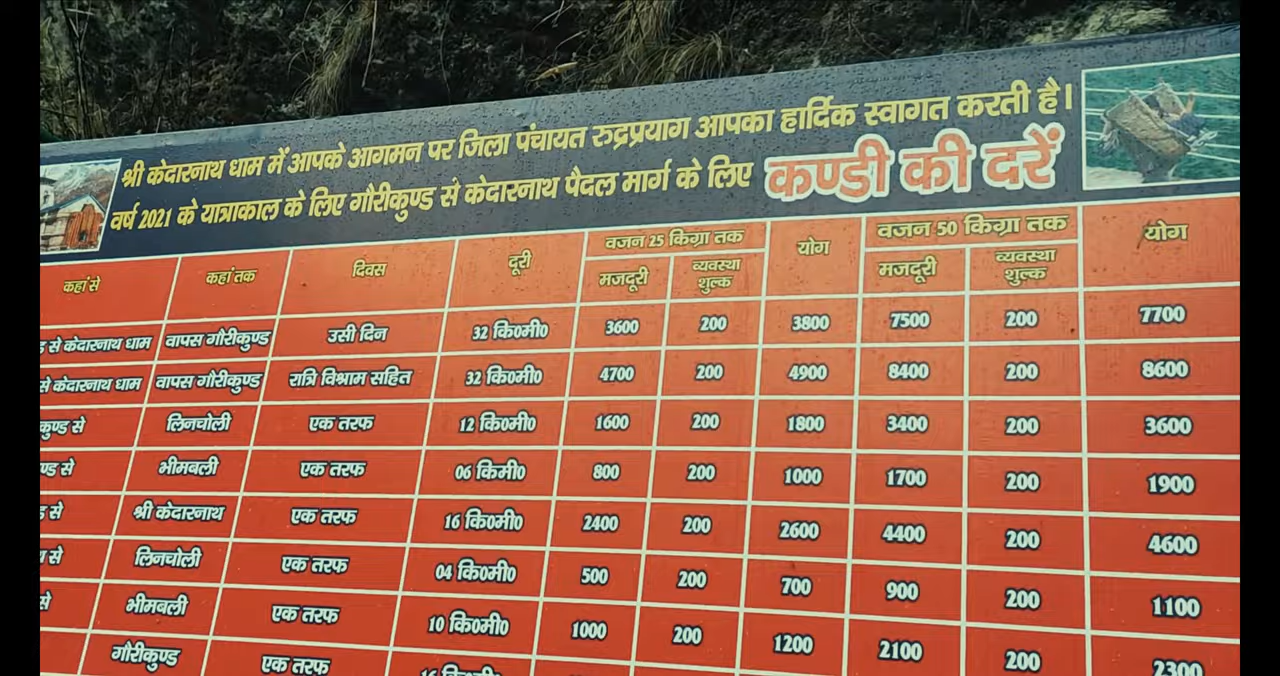 श्री केदारनाथ धाम में आपके आगमन पर जिला पंचायत रुद्रप्रयाग आपका हार्दिक स्वागत करती है।
वर्ष 2021 के यात्राकाल के लिए गौरीकुण्ड से केदारनाथ पैदल मार्ग के लिए कण्डी की दरें
कहां से कहां तक दिवस दूरी वजन 25 किग्रा तक योग वजन 50 किग्रा तक योग
मजदूरी व्यवस्था शुल्क मजदूरी व्यवस्था शुल्क
से केदारनाथ धाम वापस गौरीकुण्ड उसी दिन 32 कि0मी0 3600 200 3800 7500 200 7700
से केदारनाथ धाम वापस गौरीकुण्ड रात्रि विश्राम सहित 32 कि0मी0 4700 200 4900 8400 200 8600
कुण्ड से लिनचोली एक तरफ 12 कि0मी0 1600 200 1800 3400 200 3600
से भीमबली एक तरफ 06 किमी0 800 200 1000 1700 200 1900
से श्री केदारनाथ एक तरफ 16 कि0मी0 2400 200 2600 4400 200 4600
से लिनचोली एक तरफ 04 कि0मी0 500 200 700 900 200 1100
से भीमबली एक तरफ 10 कि0मी0 1000 200 1200 2100 200 2300
गौरीकुण्ड एक तरफ 200